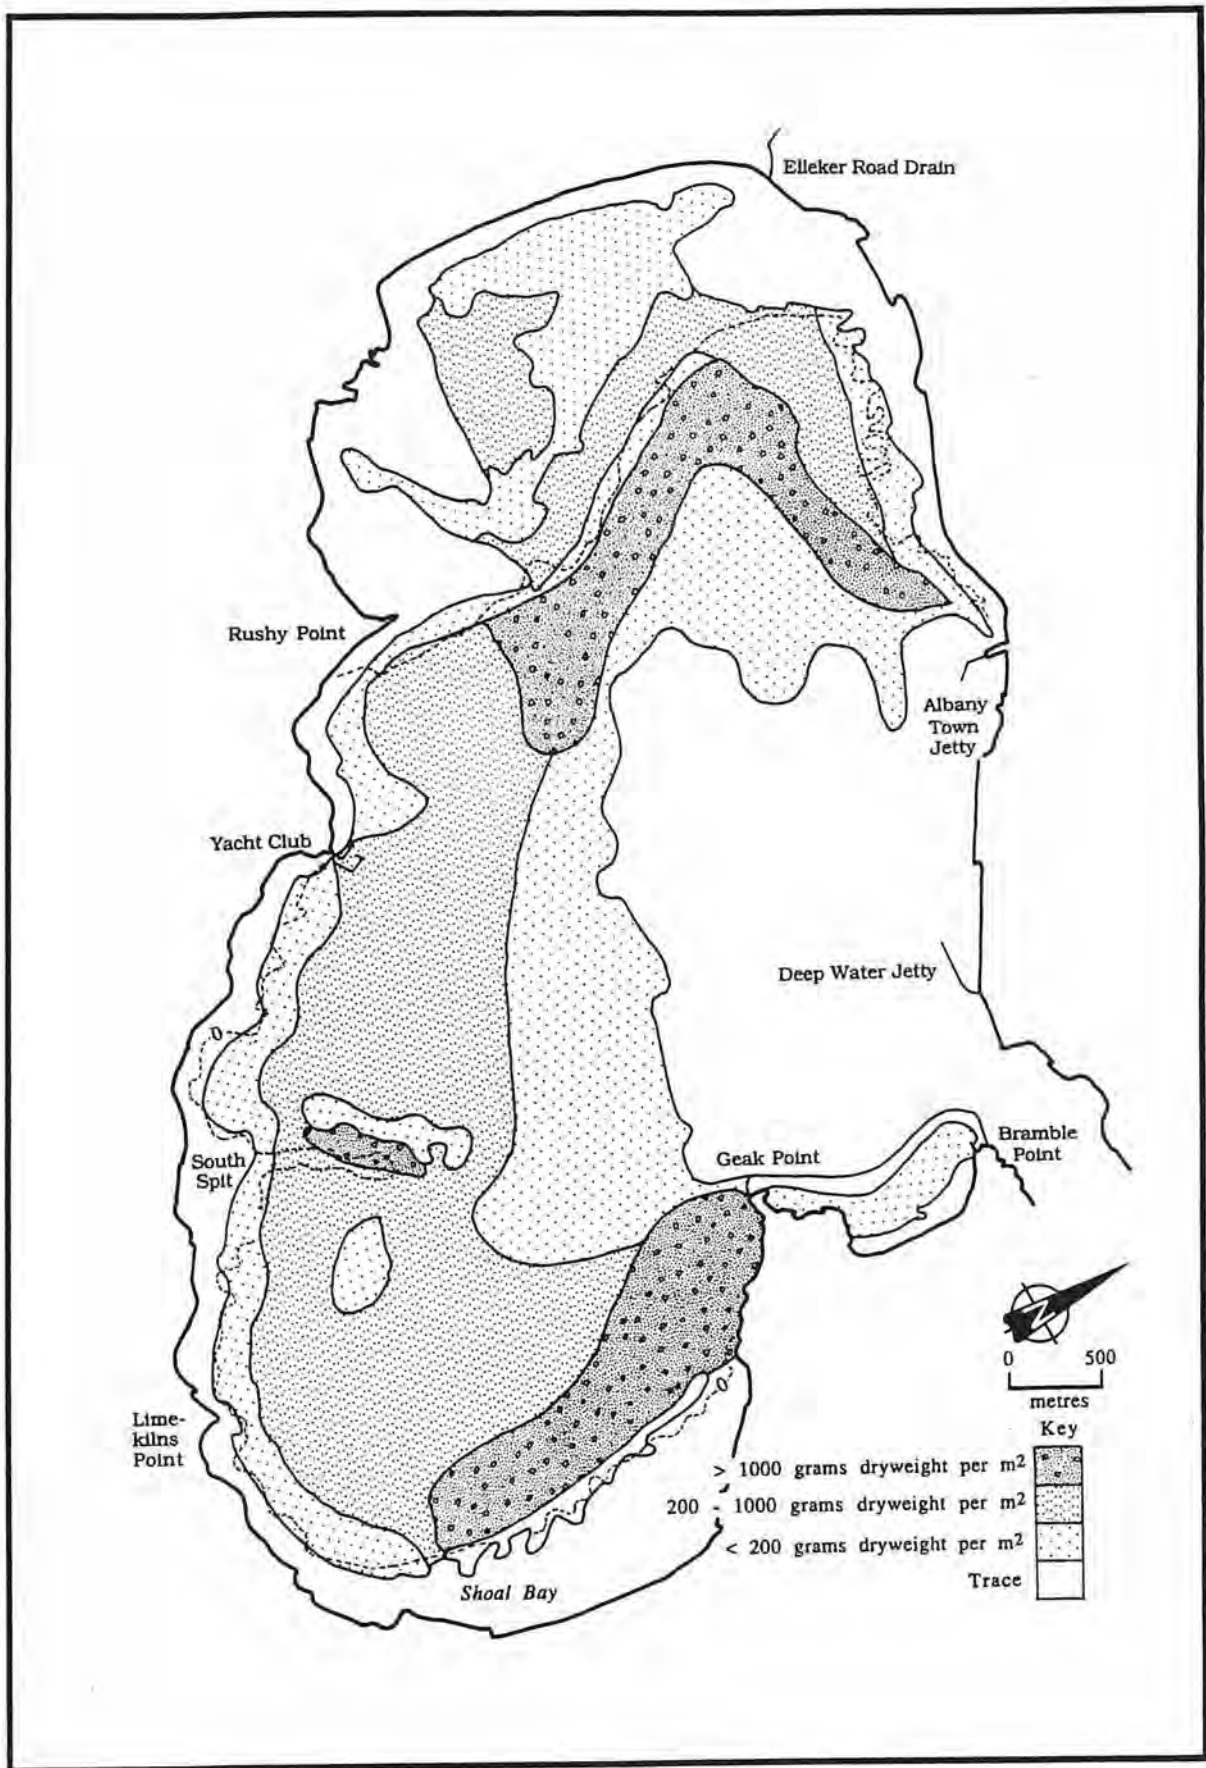 Elleker Road Drain
Rushy Point
Albany
Town
Jetty
Yacht Club
Deep Water Jetty
0
South
Spit
Geak Point
Bramble
Point
N
0 500
metres
Lime-
kilns
Point
0
Key
> 1000 grams dryweight per m2
200 - 1000 grams dryweight per m2
< 200 grams dryweight per m2
Trace
Shoal Bay